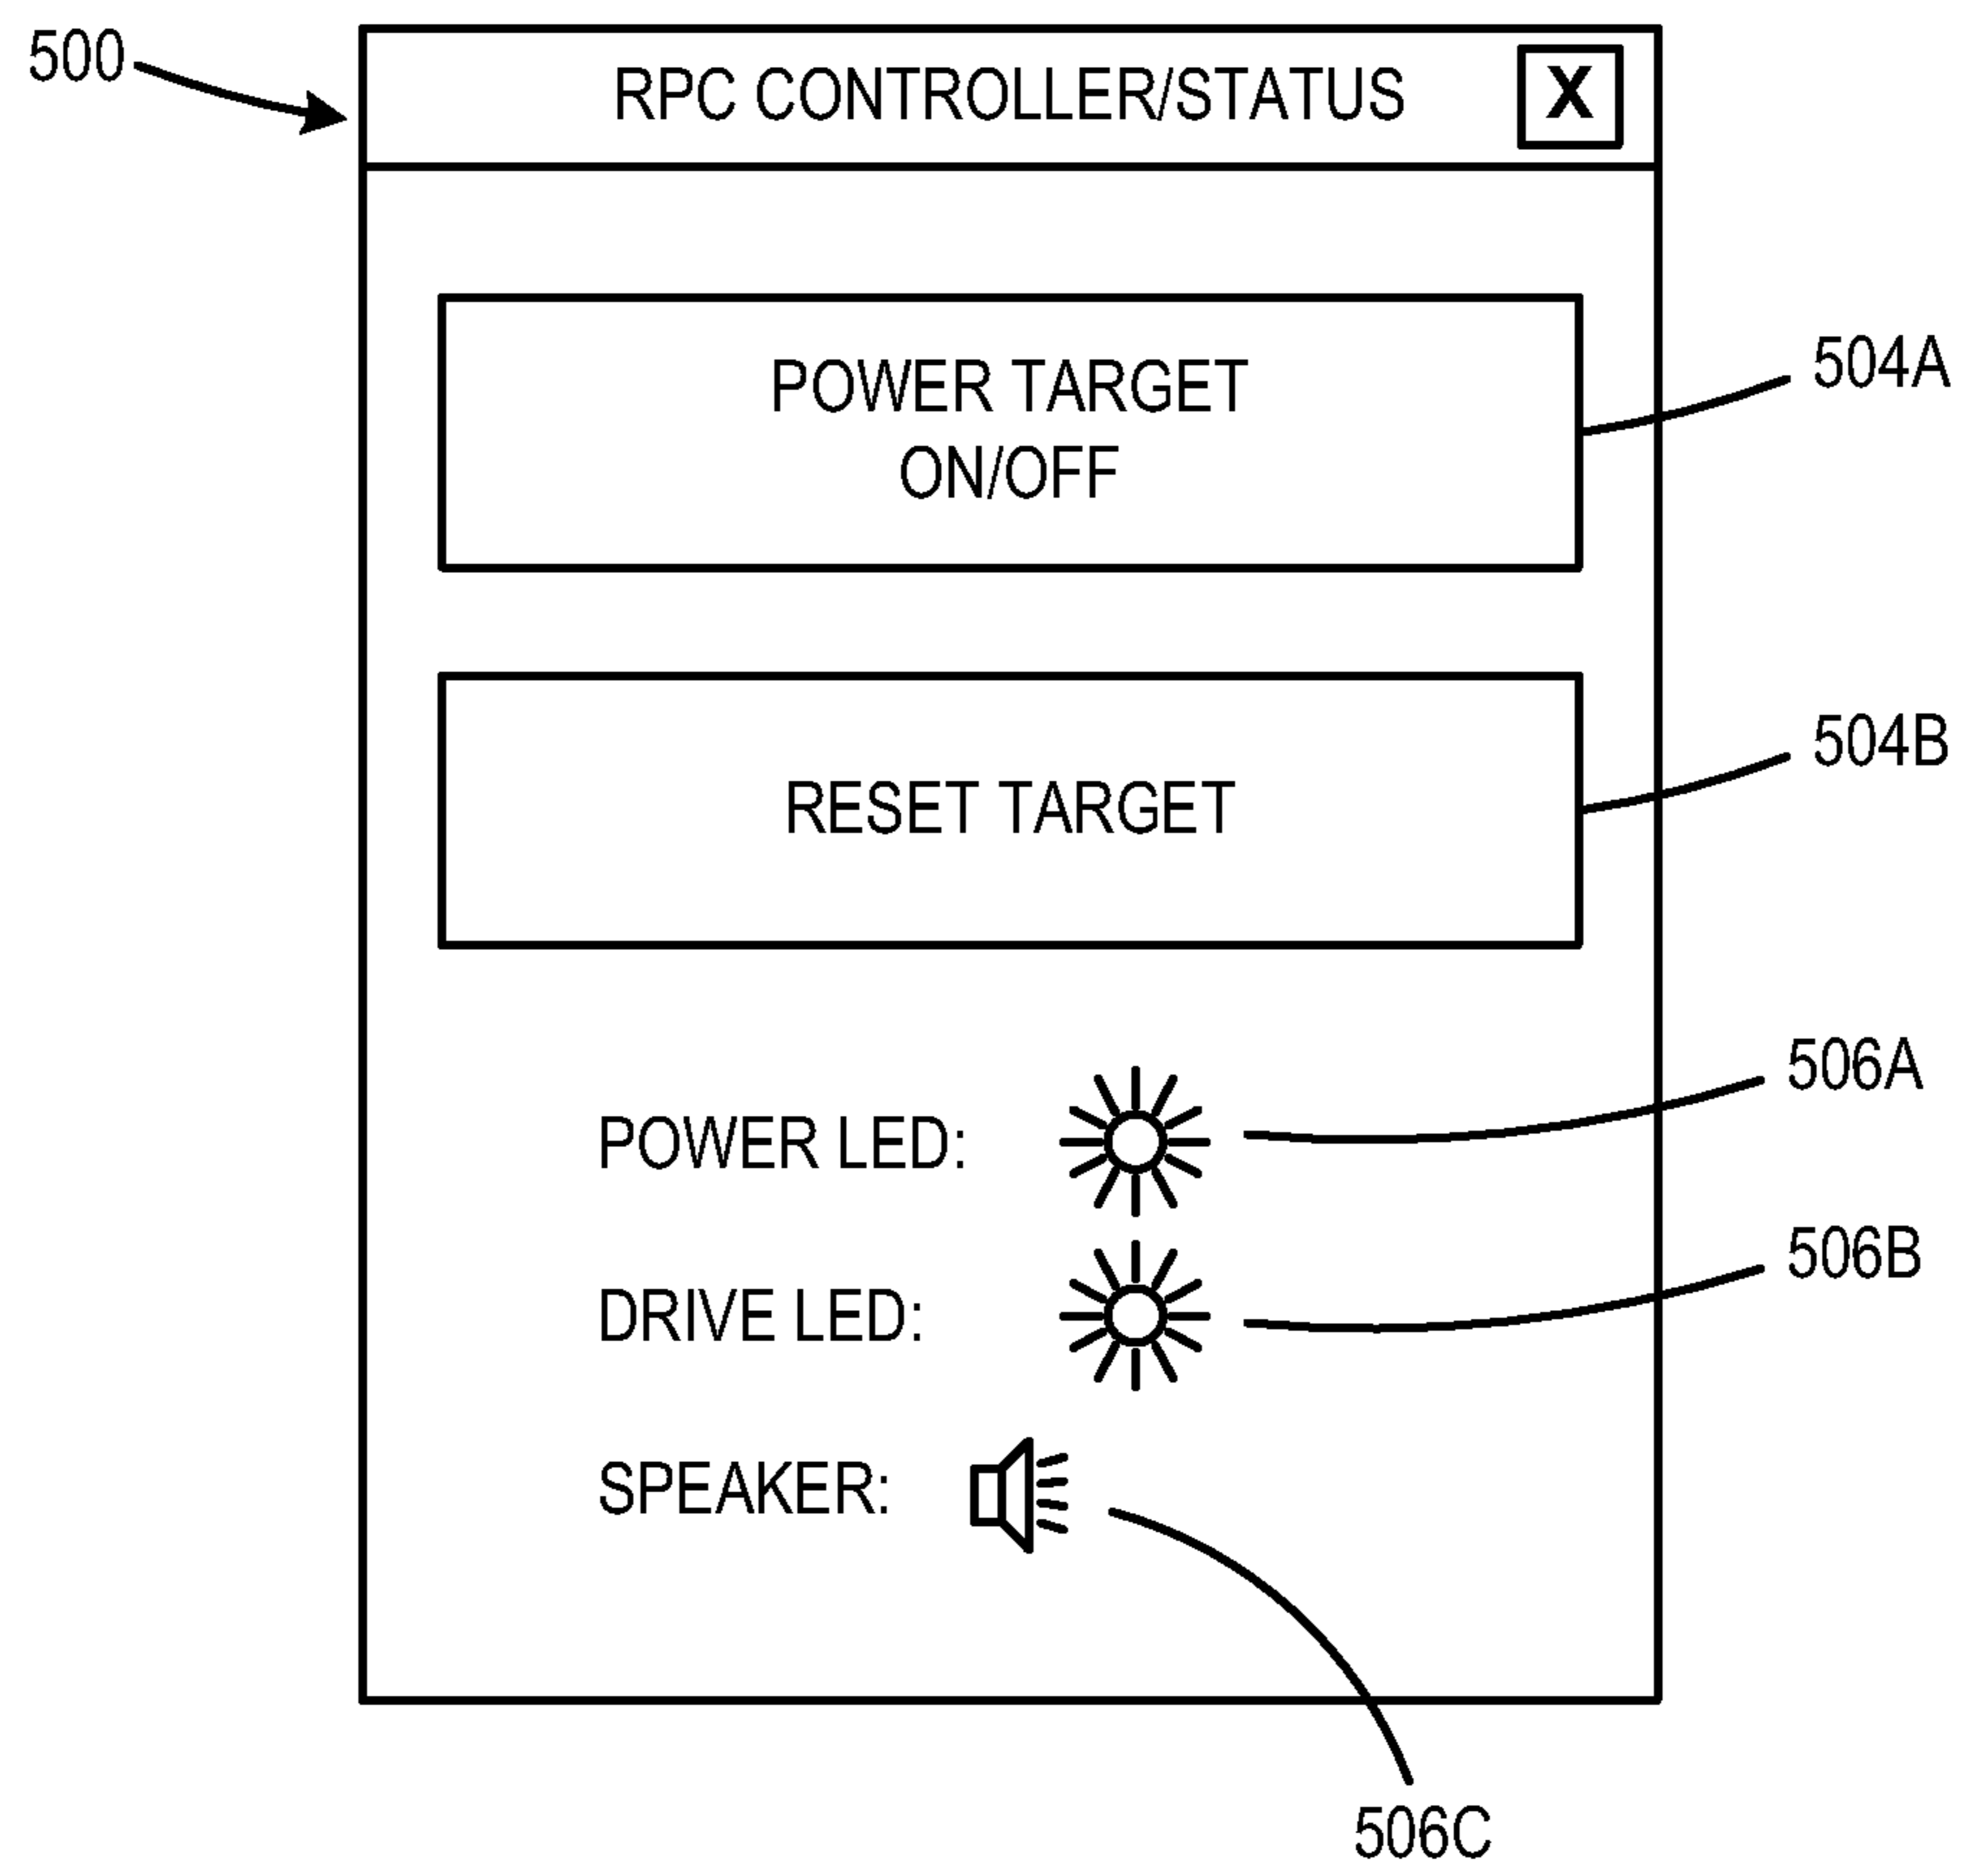 500
RPC CONTROLLER/STATUS
X
POWER TARGET
ON/OFF
504A
RESET TARGET
504B
POWER LED:
506A
DRIVE LED:
506B
SPEAKER:
506C